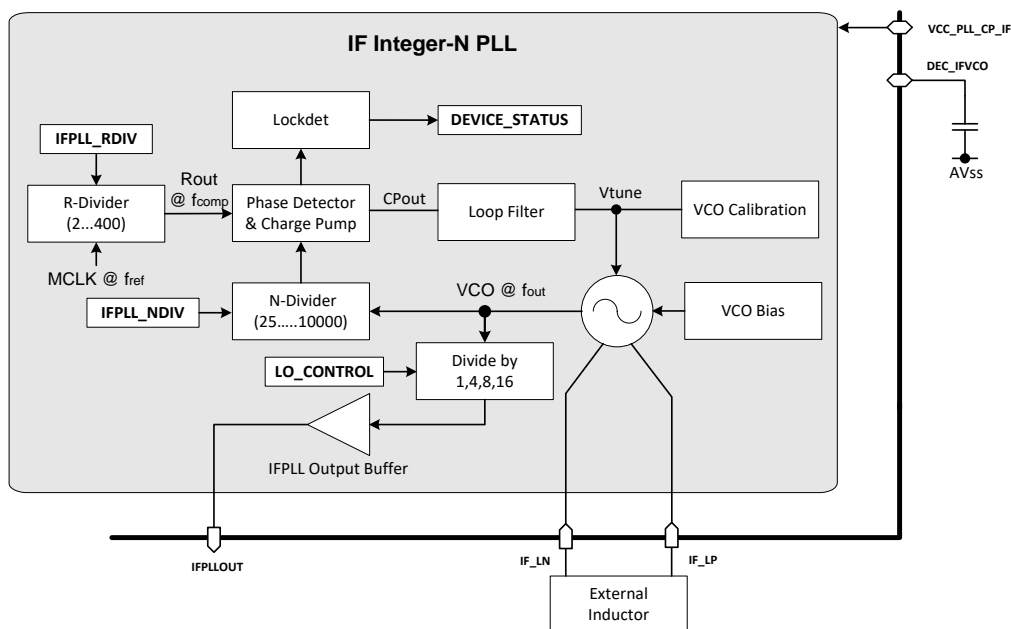 IF Integer-N PLL
VCC_PLL_CP_IF
DEC_IFVCO
AVss
Lockdet
DEVICE_STATUS
IFPLL_RDIV
R-Divider
(2...400)
Rout
@ fcomp
Phase Detector
& Charge Pump
CPout
Loop Filter
Vtune
VCO Calibration
MCLK @ fref
IFPLL_NDIV
N-Divider
(25.....10000)
VCO @ fout
VCO Bias
LO_CONTROL
Divide by
1,4,8,16
IFPLL Output Buffer
IFPLLOUT
IF_LN
IF_LP
External
Inductor